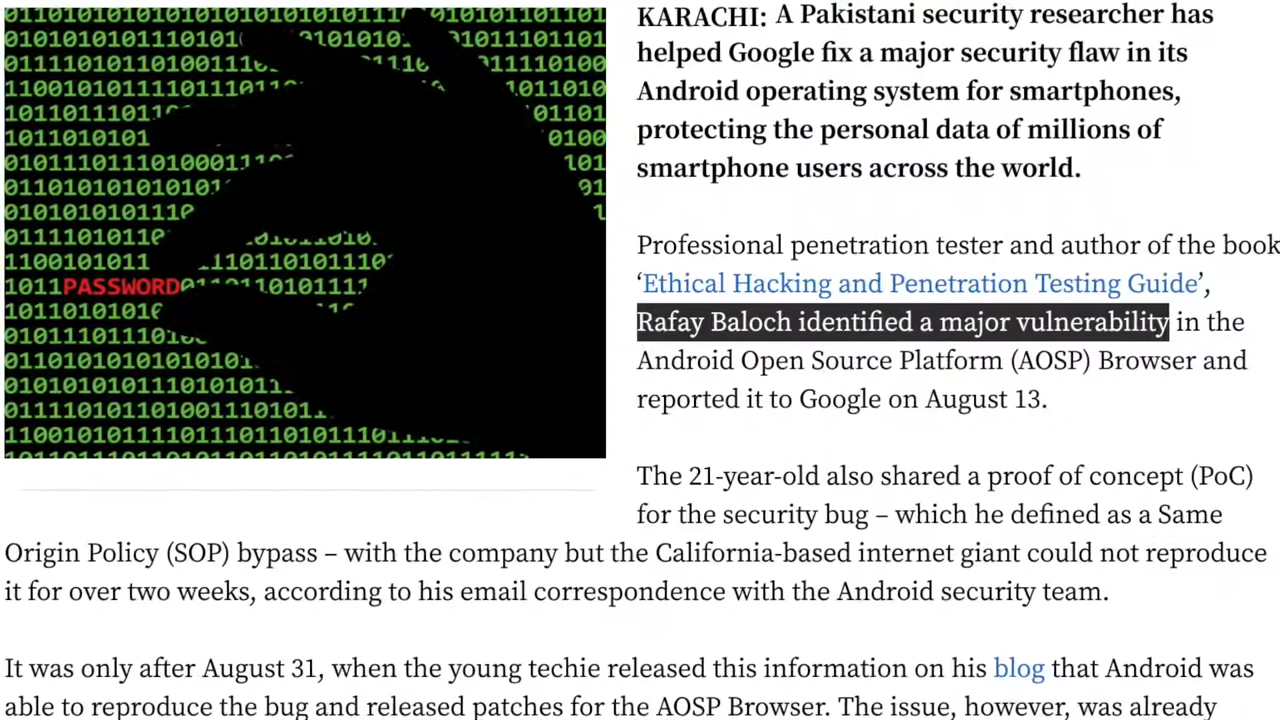 KARACHI: A Pakistani security researcher has
helped Google fix a major security flaw in its
Android operating system for smartphones,
protecting the personal data of millions of
smartphone users across the world.
PASSWORD
Professional penetration tester and author of the book
‘Ethical Hacking and Penetration Testing Guide’,
Rafay Baloch identified a major vulnerability in the
Android Open Source Platform (AOSP) Browser and
reported it to Google on August 13.
The 21-year-old also shared a proof of concept (PoC)
for the security bug – which he defined as a Same
Origin Policy (SOP) bypass – with the company but the California-based internet giant could not reproduce
it for over two weeks, according to his email correspondence with the Android security team.
It was only after August 31, when the young techie released this information on his blog that Android was
able to reproduce the bug and released patches for the AOSP Browser. The issue, however, was already